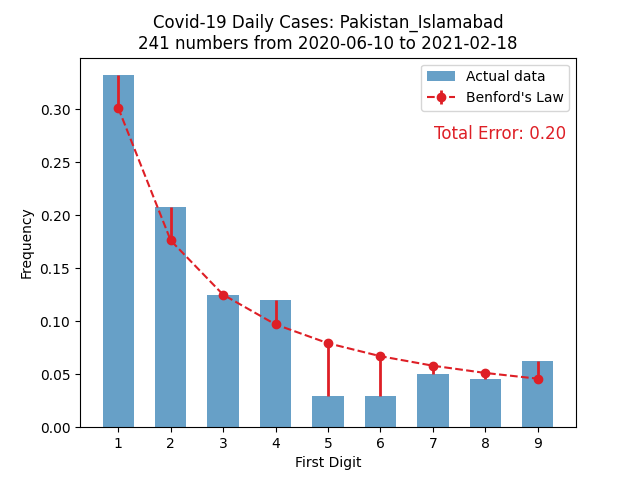 Covid-19 Daily Cases: Pakistan_Islamabad
241 numbers from 2020-06-10 to 2021-02-18
Actual data
Benford's Law
Total Error: 0.20
Frequency
0.30
0.25
0.20
0.15
0.10
0.05
0.00
1 2 3 4 5 6 7 8 9
First Digit